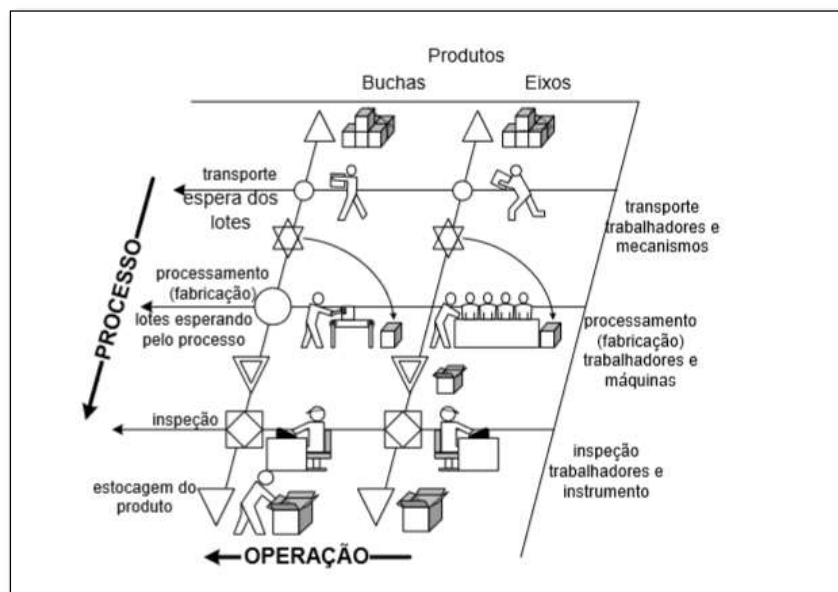 Produtos
Buchas
Eixos
transporte
espera dos
lotes
transporte
trabalhadores e
mecanismos
PROCESSO
processamento
(fabricação)
lotes esperando
pelo processo
processamento
(fabricação)
trabalhadores e
máquinas
inspeção
inspeção
trabalhadores e
instrumento
estocagem do
produto
OPERAÇÃO